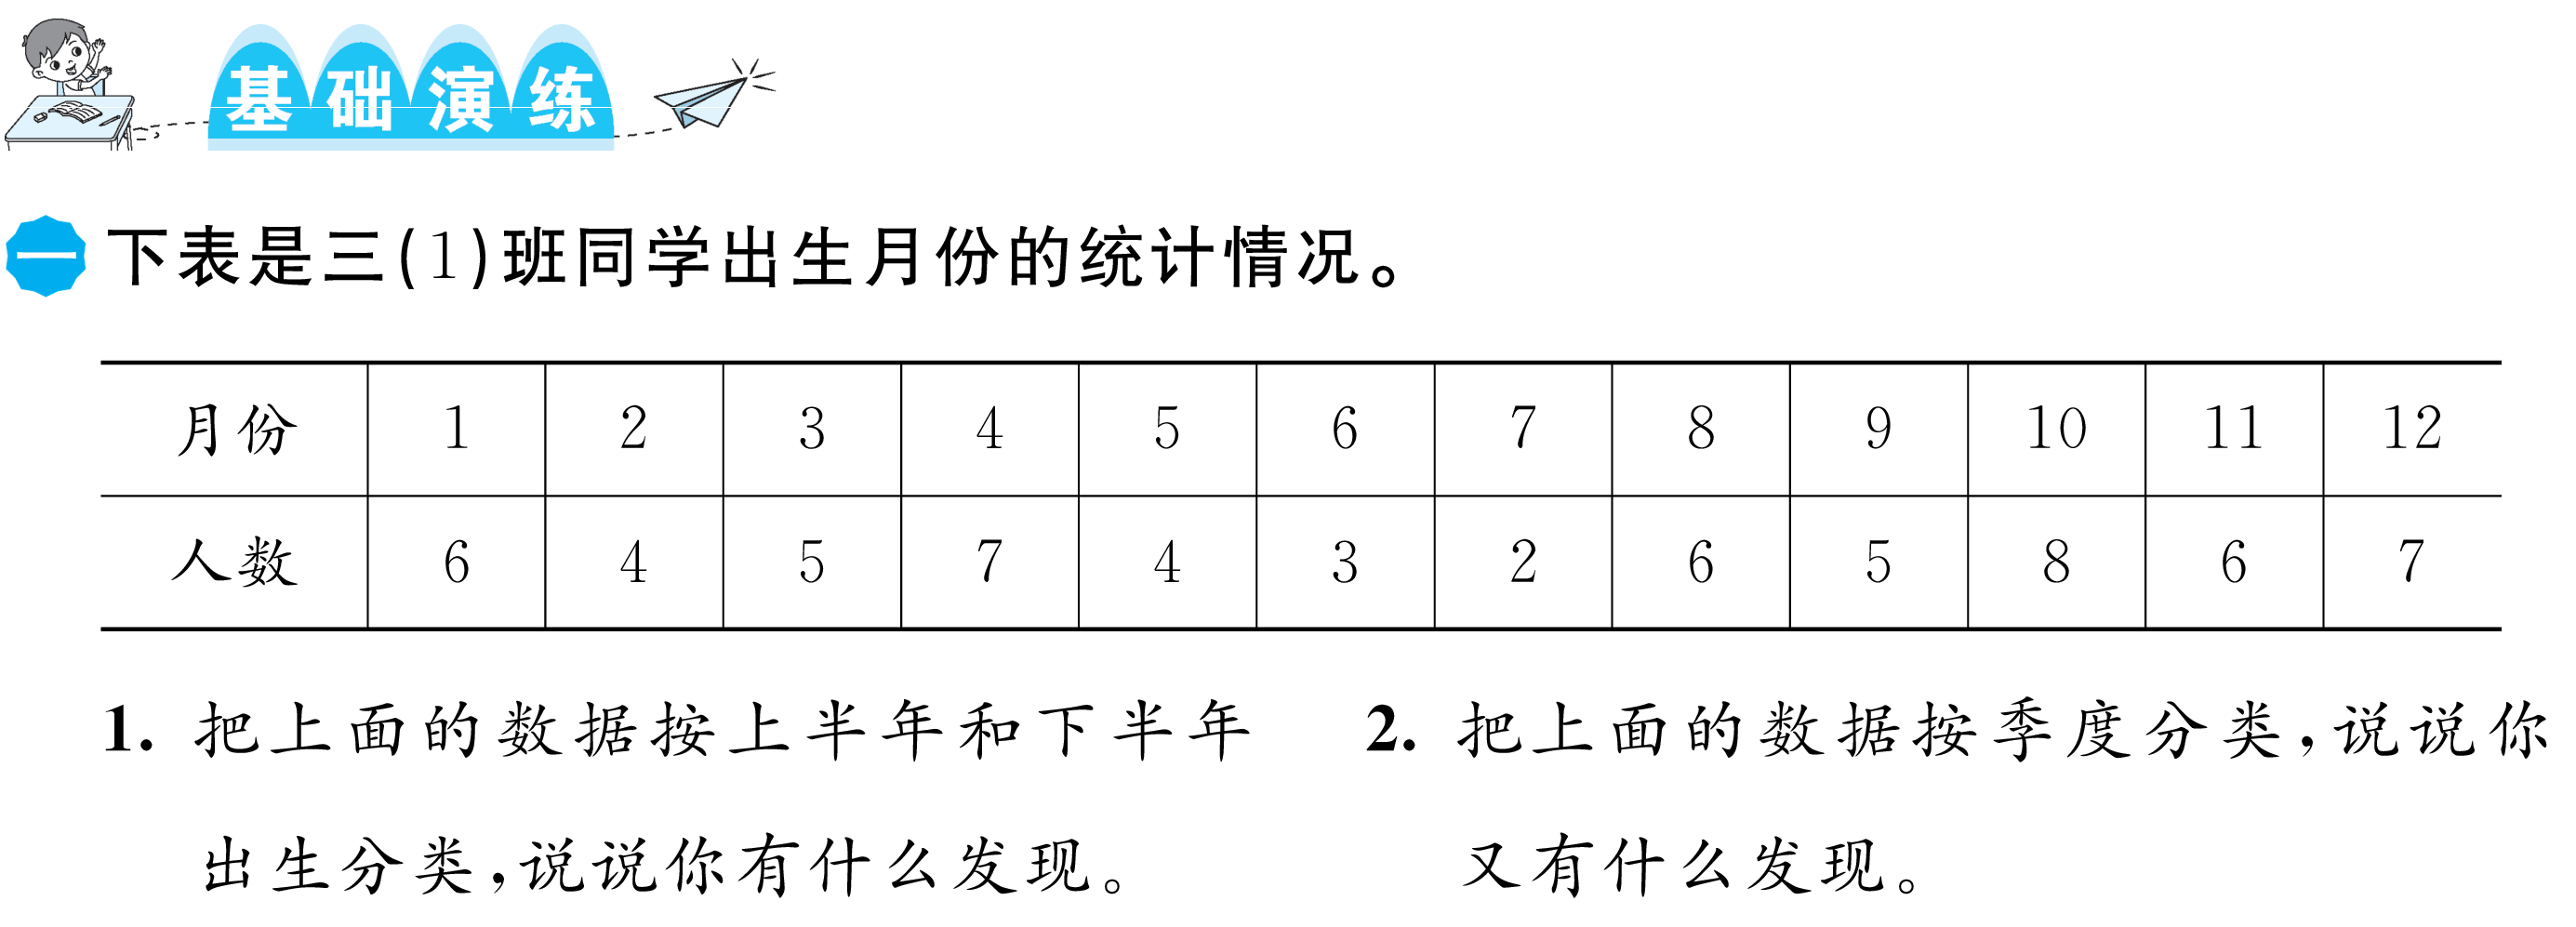 基础演练
一 下表是三(1)班同学出生月份的统计情况。
月份 1 2 3 4 5 6 7 8 9 10 11 12
人数 6 4 5 7 4 3 2 6 5 8 6 7
1. 把上面的数据按上半年和下半年
出生分类,说说你有什么发现。
2. 把上面的数据按季度分类,说说你
又有什么发现。